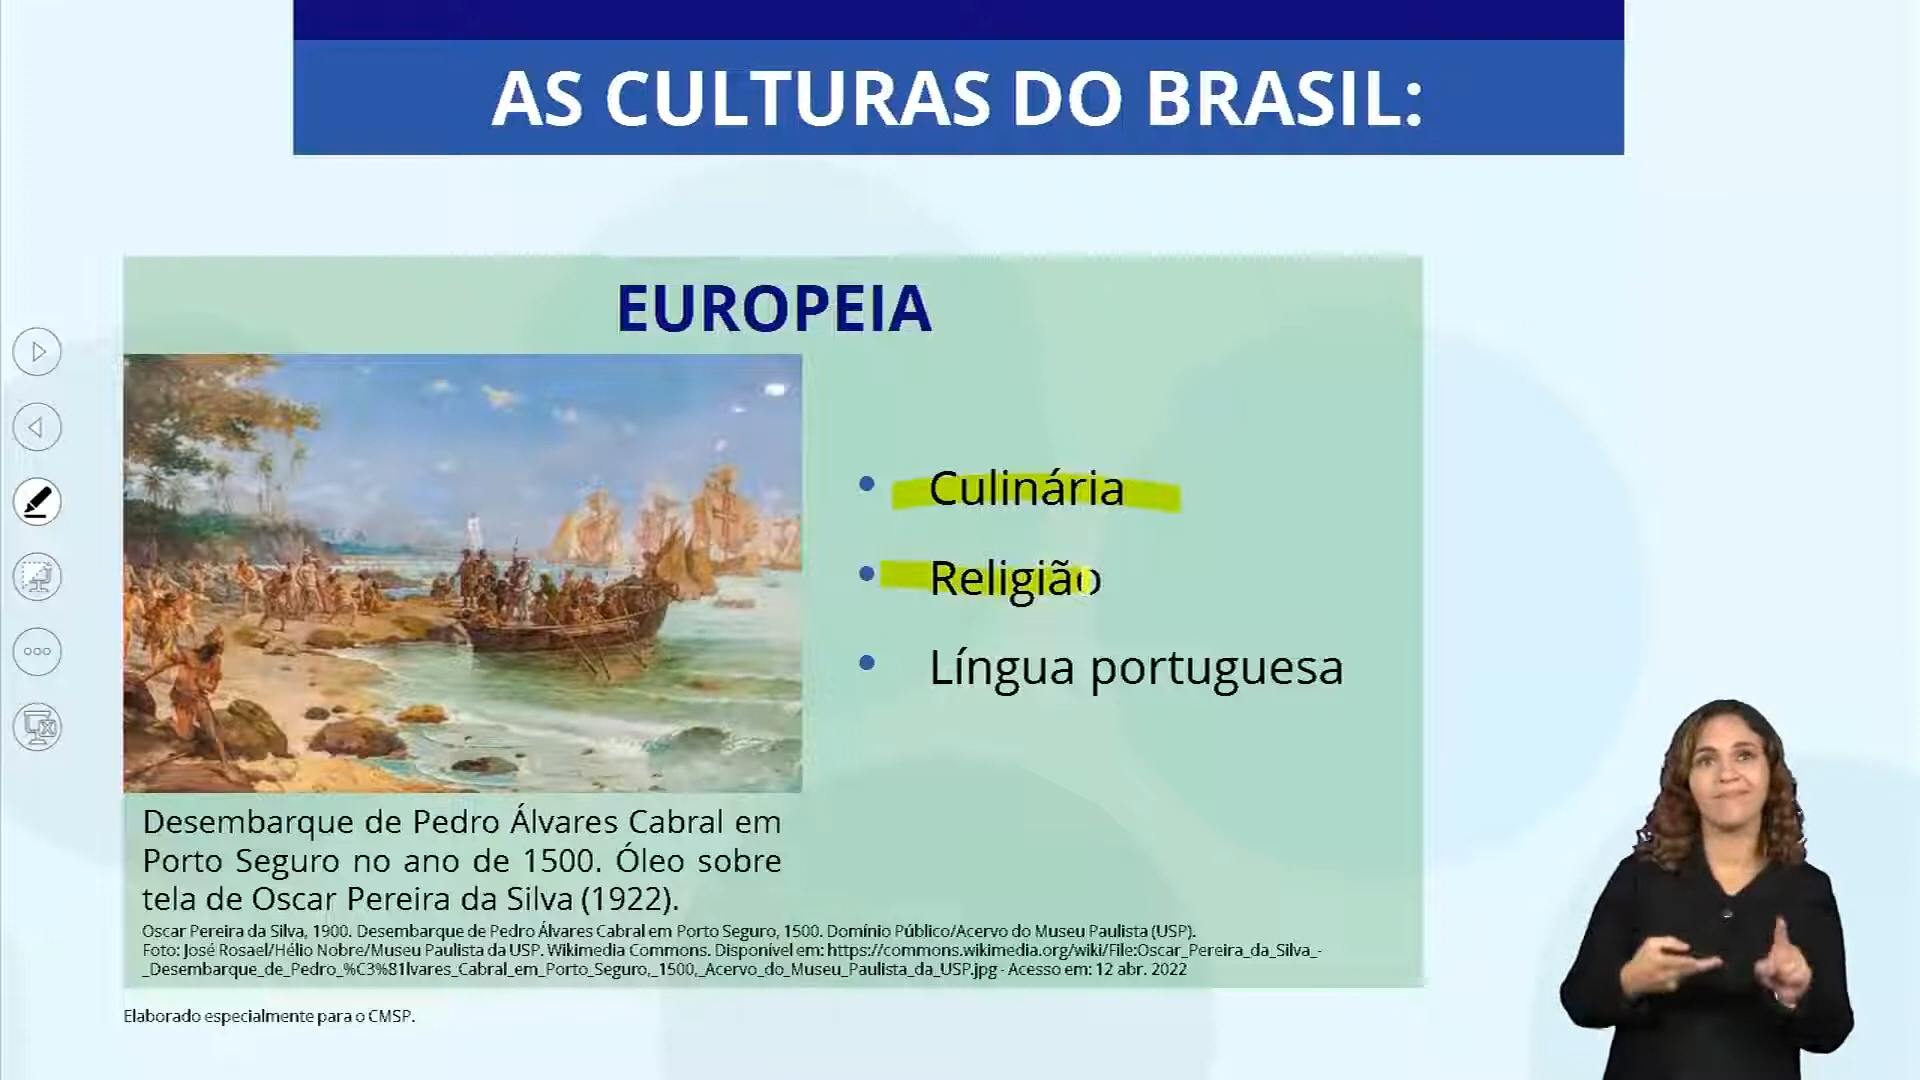 AS CULTURAS DO BRASIL:
EUROPEIA
• Culinária
• Religião
• Língua portuguesa
Desembarque de Pedro Álvares Cabral em
Porto Seguro no ano de 1500. Óleo sobre
tela de Oscar Pereira da Silva (1922).
Oscar Pereira da Silva, 1900. Desembarque de Pedro Álvares Cabral em Porto Seguro, 1500. Domínio Público/Acervo do Museu Paulista (USP).
Foto: José Rosael/Hélio Nobre/Museu Paulista da USP. Wikimedia Commons. Disponível em: https://commons.wikimedia.org/wiki/File:Oscar_Pereira_da_Silva_-
_Desembarque_de_Pedro_%C3%81lvares_Cabral_em_Porto_Seguro,_1500,_Acervo_do_Museu_Paulista_da_USP.jpg - Acesso em: 12 abr. 2022
Elaborado especialmente para o CMSP.